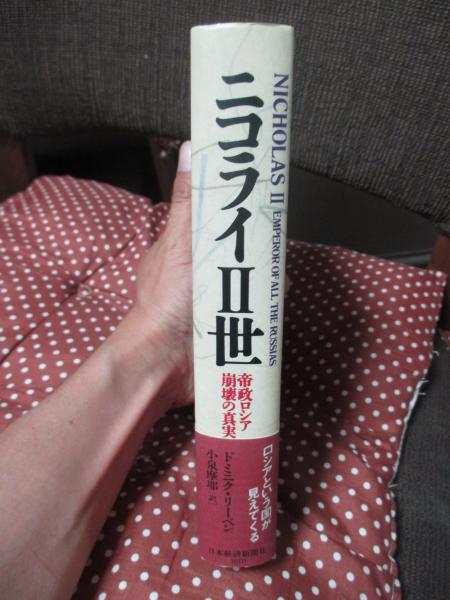 NICHOLAS II EMPEROR OF ALL THE RUSSIAS
ニコライII世
帝政ロシア
崩壊の真実
ロシアという国が
見えてくる
ドミニク・リーベン
小泉摩耶 訳
日本経済新聞社